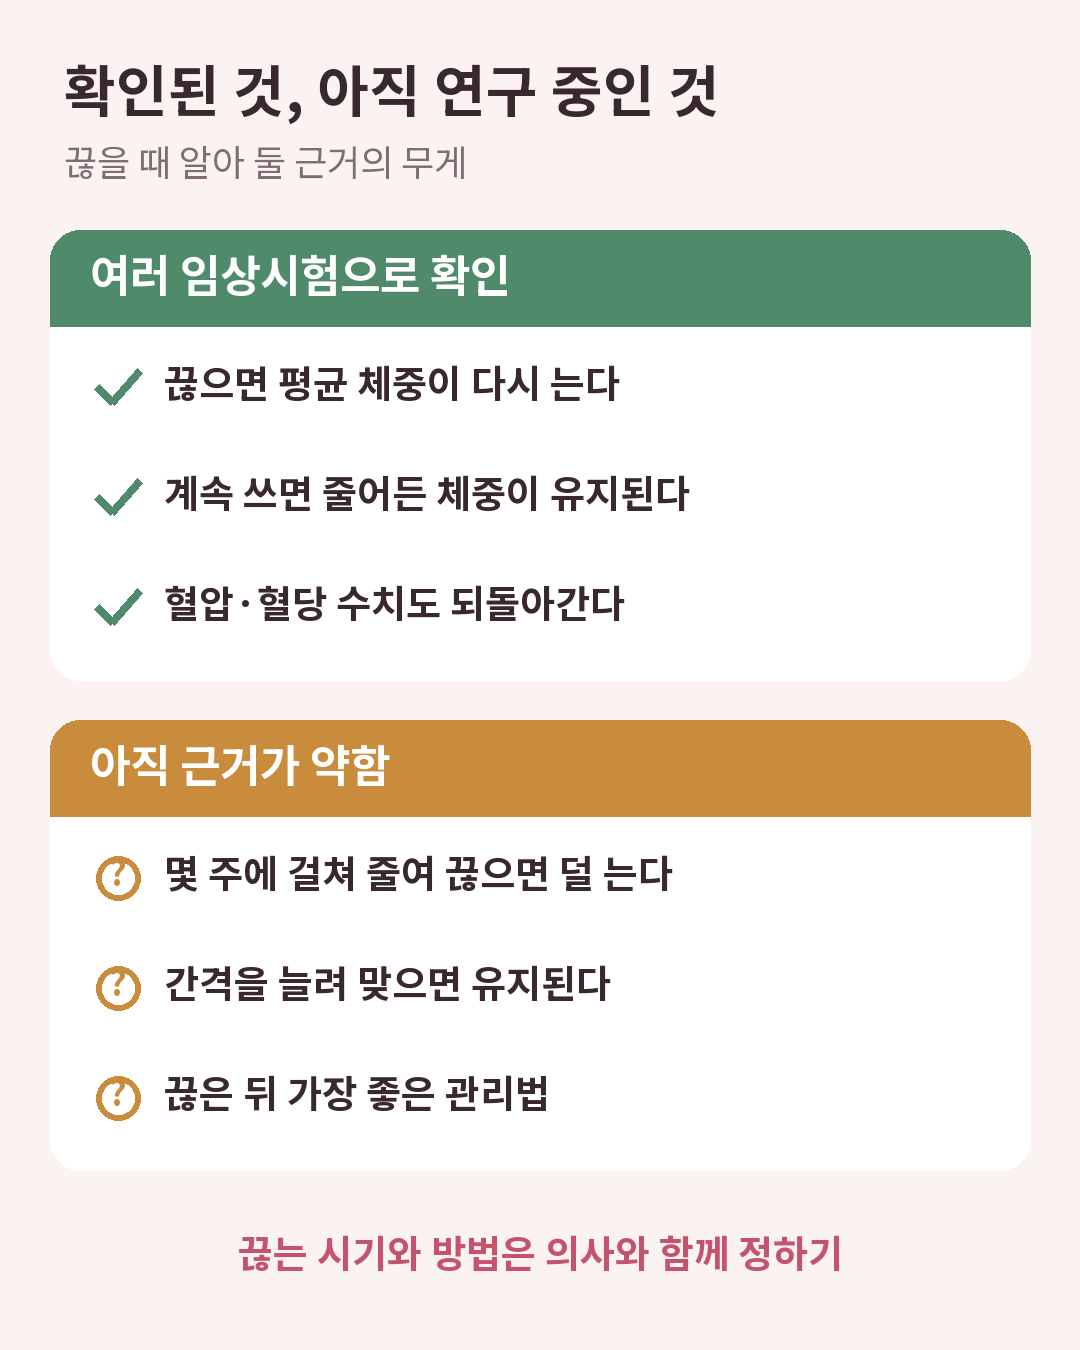 확인된 것, 아직 연구 중인 것
끊을 때 알아 둘 근거의 무게
여러 임상시험으로 확인
끊으면 평균 체중이 다시 는다
계속 쓰면 줄어든 체중이 유지된다
혈압·혈당 수치도 되돌아간다
아직 근거가 약함
? 몇 주에 걸쳐 줄여 끊으면 덜 는다
? 간격을 늘려 맞으면 유지된다
? 끊은 뒤 가장 좋은 관리법
끊는 시기와 방법은 의사와 함께 정하기